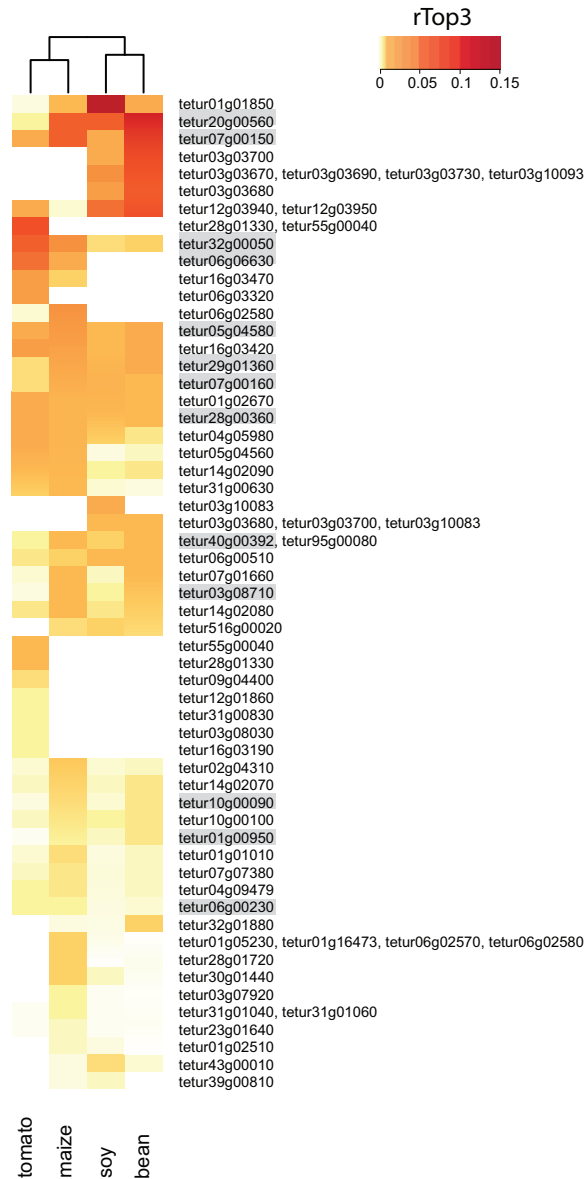 rTop3
0 0.05 0.10 0.15
tetur01g01850
tetur20g00560
tetur07g00150
tetur03g03700
tetur03g03670, tetur03g03690, tetur03g03730, tetur03g10093
tetur03g03680
tetur12g03940, tetur12g03950
tetur28g01330, tetur55g00040
tetur32g00050
tetur06g06630
tetur16g03470
tetur06g03320
tetur06g02580
tetur05g04580
tetur16g03420
tetur29g01360
tetur07g00160
tetur01g02670
tetur28g00360
tetur04g05980
tetur05g04560
tetur14g02090
tetur31g00630
tetur03g10083
tetur03g03680, tetur03g03700, tetur03g10083
tetur40g00392, tetur95g00080
tetur06g00510
tetur07g01660
tetur03g08710
tetur14g02080
tetur516g00020
tetur55g00040
tetur28g01330
tetur09g04400
tetur12g01860
tetur31g00830
tetur03g08030
tetur16g03190
tetur02g04310
tetur14g02070
tetur10g00090
tetur10g00100
tetur01g00950
tetur01g01010
tetur07g07380
tetur04g09479
tetur06g00230
tetur32g01880
tetur01g05230, tetur01g16473, tetur06g02570, tetur06g02580
tetur28g01720
tetur30g01440
tetur03g07920
tetur31g01040, tetur31g01060
tetur23g01640
tetur01g02510
tetur43g00010
tetur39g00810
tomato
maize
soy
bean